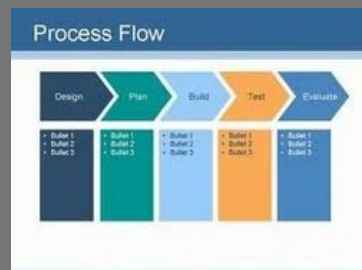 Process Flow
Design
Plan
Build
Test
Evaluate
• Bullet 1
• Bullet 2
• Bullet 3
• Bullet 1
• Bullet 2
• Bullet 3
• Bullet 1
• Bullet 2
• Bullet 3
• Bullet 1
• Bullet 2
• Bullet 3
• Bullet 1
• Bullet 2
• Bullet 3